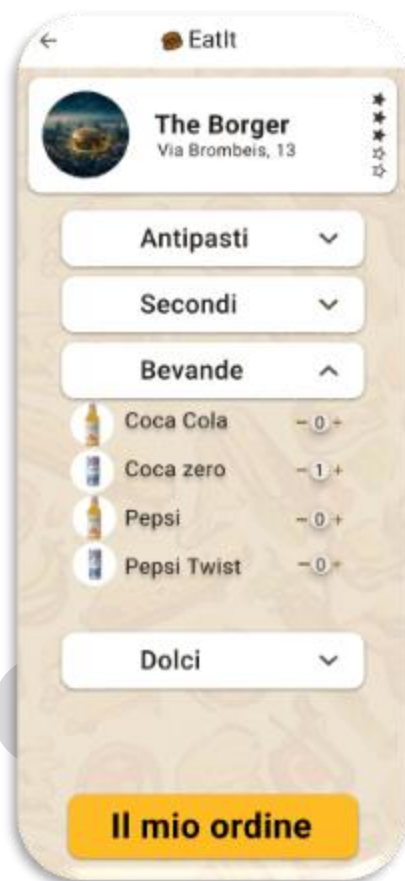 EatIt
The Borger
Via Brombeis, 13
Antipasti
Secondi
Bevande
Coca Cola - 0 +
Coca zero - 1 +
Pepsi - 0 +
Pepsi Twist - 0 +
Dolci
Il mio ordine